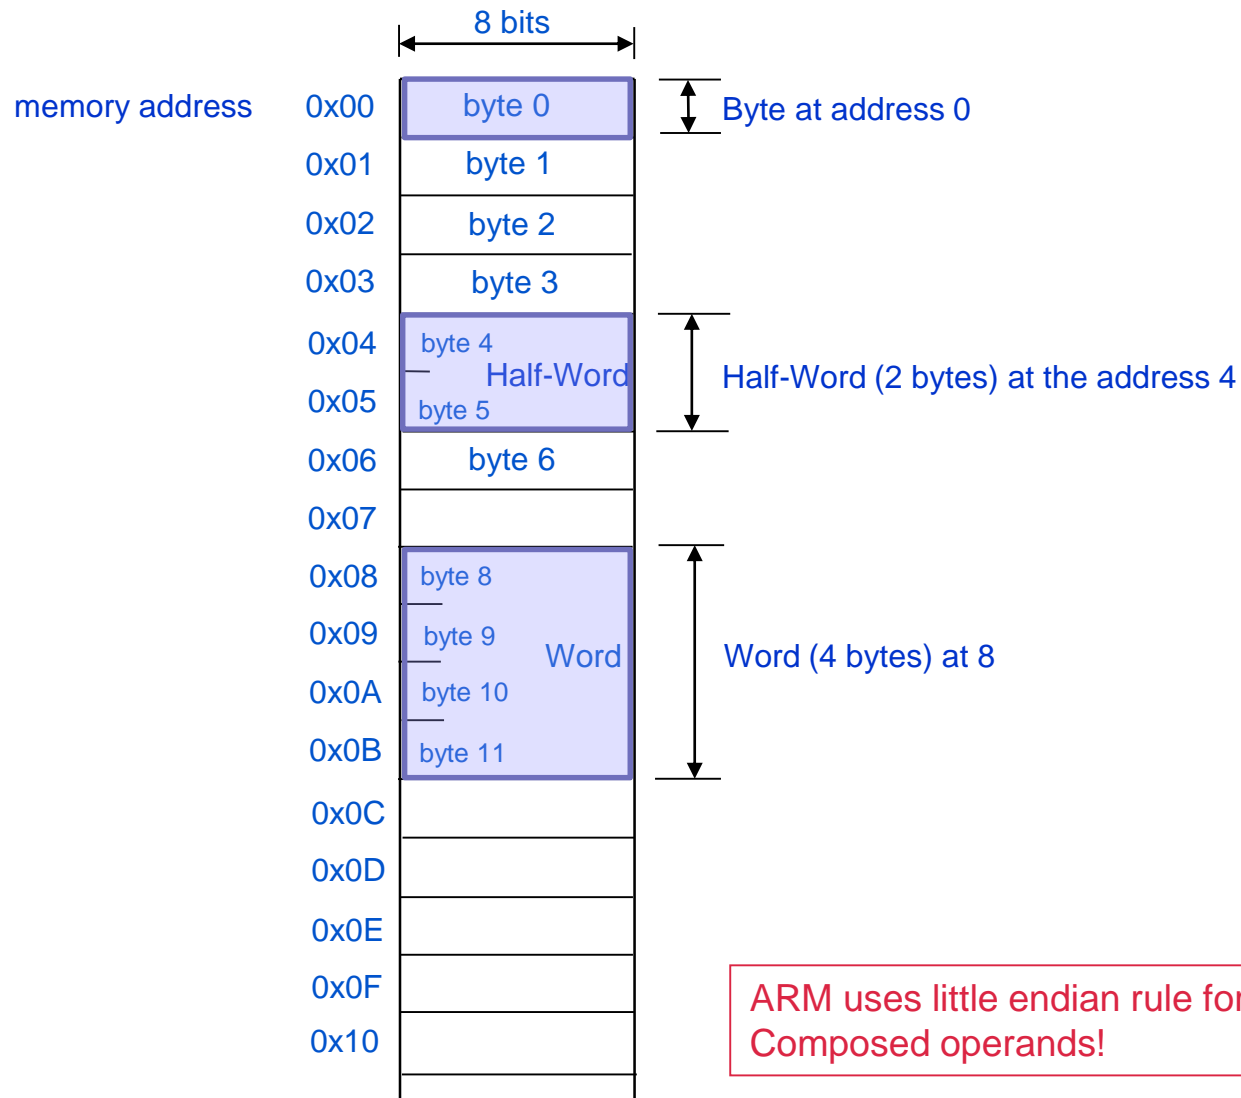 8 bits
memory address 0x00 byte 0 Byte at address 0
0x01 byte 1
0x02 byte 2
0x03 byte 3
0x04 byte 4
Half-Word Half-Word (2 bytes) at the address 4
0x05 byte 5
0x06 byte 6
0x07
0x08 byte 8
0x09 byte 9
Word Word (4 bytes) at 8
0x0A byte 10
0x0B byte 11
0x0C
0x0D
0x0E
0x0F
0x10
ARM uses little endian rule for
Composed operands!